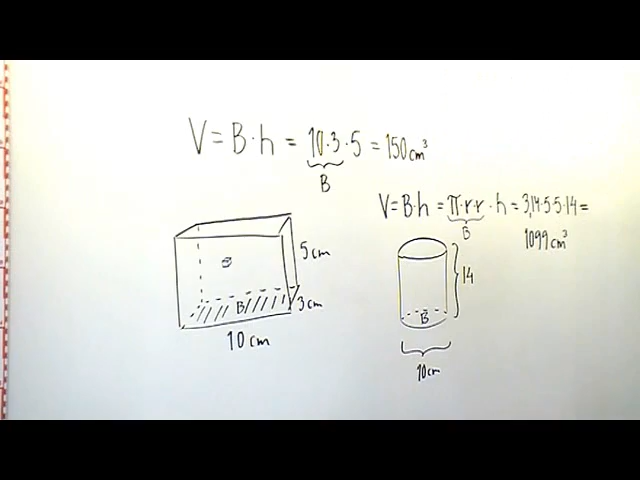 V = B · h = 10 · 3 · 5 = 150 cm³
B
V = B · h = π · r · r · h = 3,14 · 5 · 5 · 14 =
B
1099 cm³
5 cm
B
3 cm
10 cm
14
B
10 cm